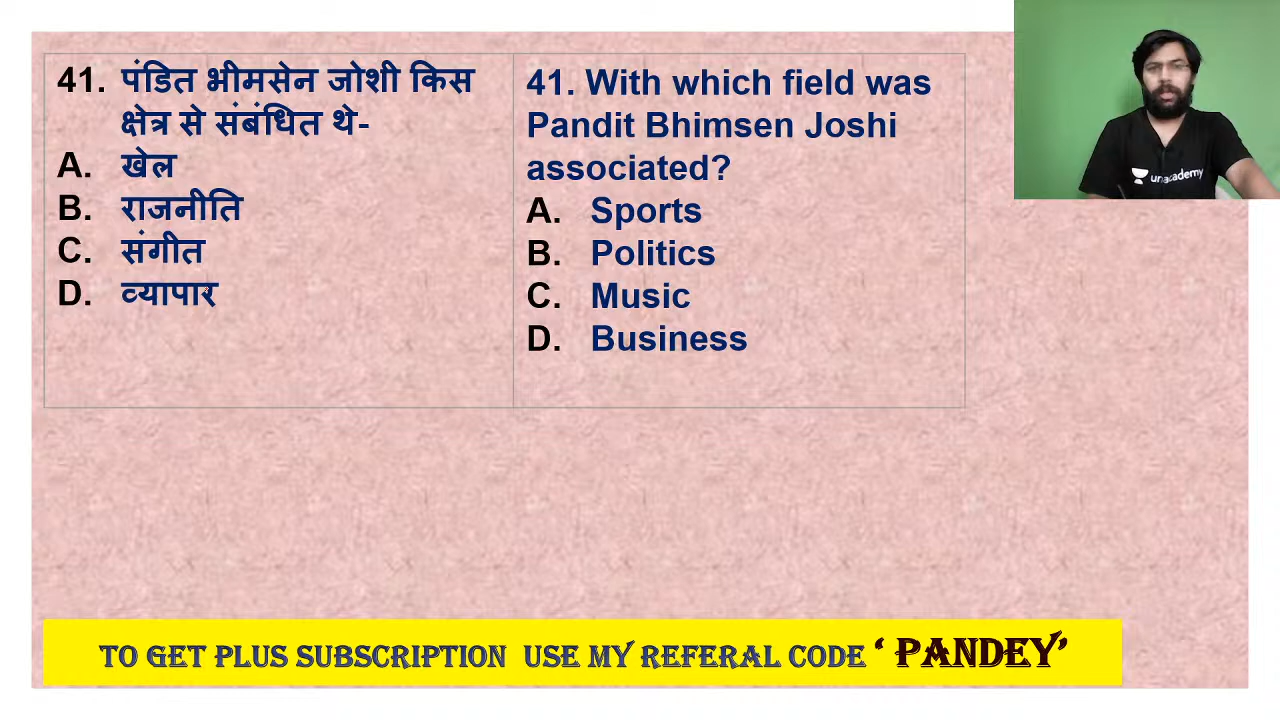 41. पंडित भीमसेन जोशी किस
क्षेत्र से संबंधित थे-
A. खेल
B. राजनीति
C. संगीत
D. व्यापार
41. With which field was
Pandit Bhimsen Joshi
associated?
A. Sports
B. Politics
C. Music
D. Business
unacademy
TO GET PLUS SUBSCRIPTION USE MY REFERAL CODE ‘ PANDEY’